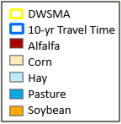 DWSMA
10-yr Travel Time
Alfalfa
Corn
Hay
Pasture
Soybean